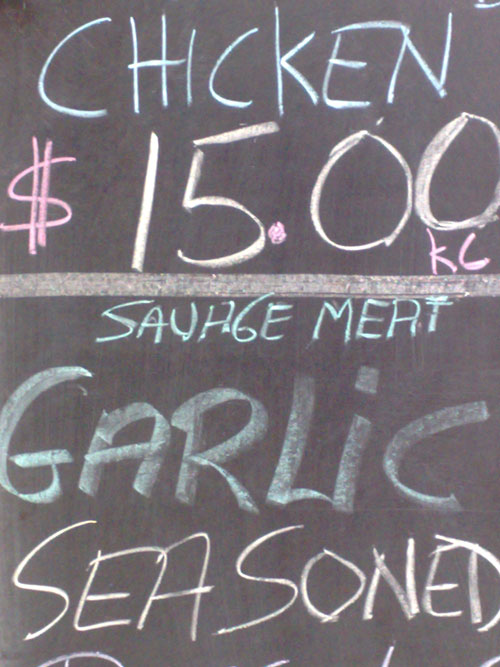 CHICKEN
$15.00
KG
SAUAGE MEAT
GARLiC
SEASONED